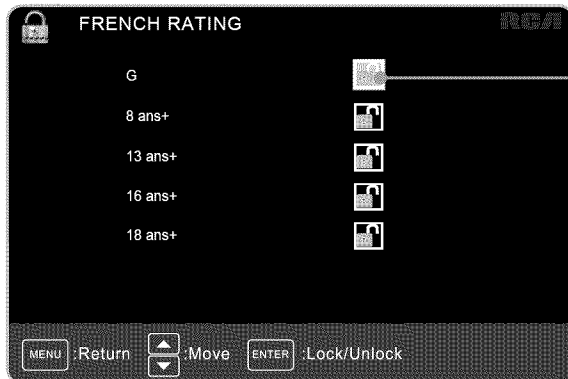 FRENCH RATING RCA
G
8 ans+
13 ans+
16 ans+
18 ans+
MENU :Return :Move ENTER :Lock/Unlock